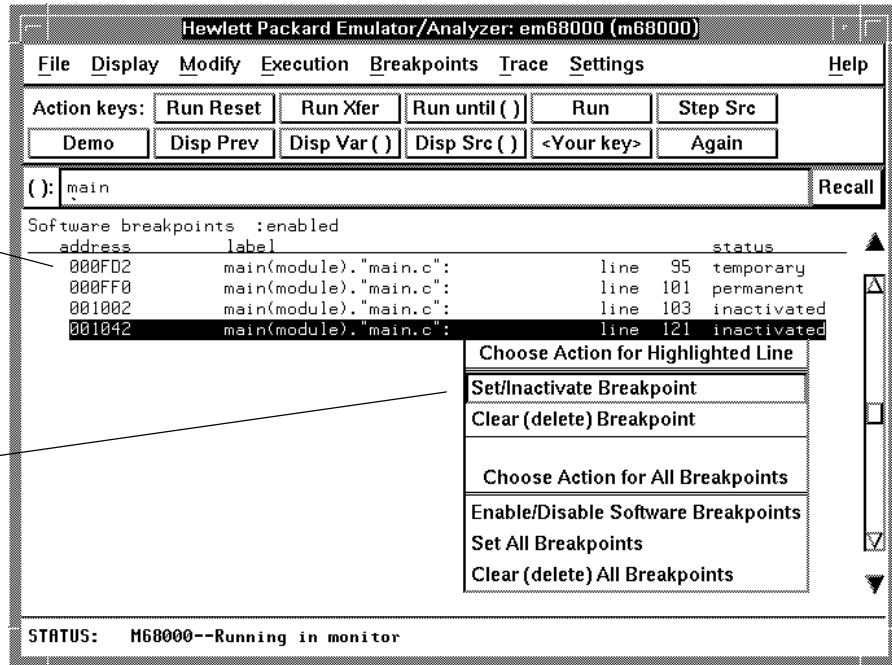 Hewlett Packard Emulator/Analyzer: em68000 (m68000)
File Display Modify Execution Breakpoints Trace Settings Help
Action keys: Run Reset Run Xfer Run until ( ) Run Step Src
Demo Disp Prev Disp Var ( ) Disp Src ( ) <Your key> Again
( ): main Recall
Software breakpoints :enabled
address label status
000FD2 main(module)."main.c": line 95 temporary
000FF0 main(module)."main.c": line 101 permanent
001002 main(module)."main.c": line 103 inactivated
001042 main(module)."main.c": line 121 inactivated
Choose Action for Highlighted Line
Set/Inactivate Breakpoint
Clear (delete) Breakpoint
Choose Action for All Breakpoints
Enable/Disable Software Breakpoints
Set All Breakpoints
Clear (delete) All Breakpoints
STATUS: M68000--Running in monitor